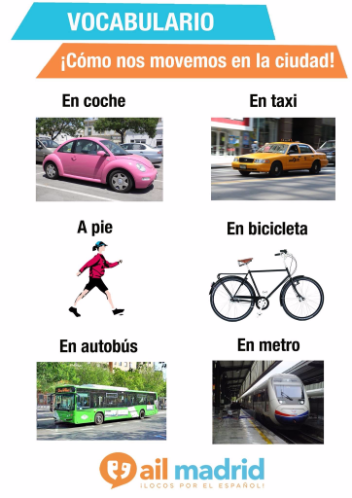 VOCABULARIO
¡Cómo nos movemos en la ciudad!
En coche
En taxi
A pie
En bicicleta
En autobús
En metro
ail madrid
¡LOCOS POR EL ESPAÑOL!